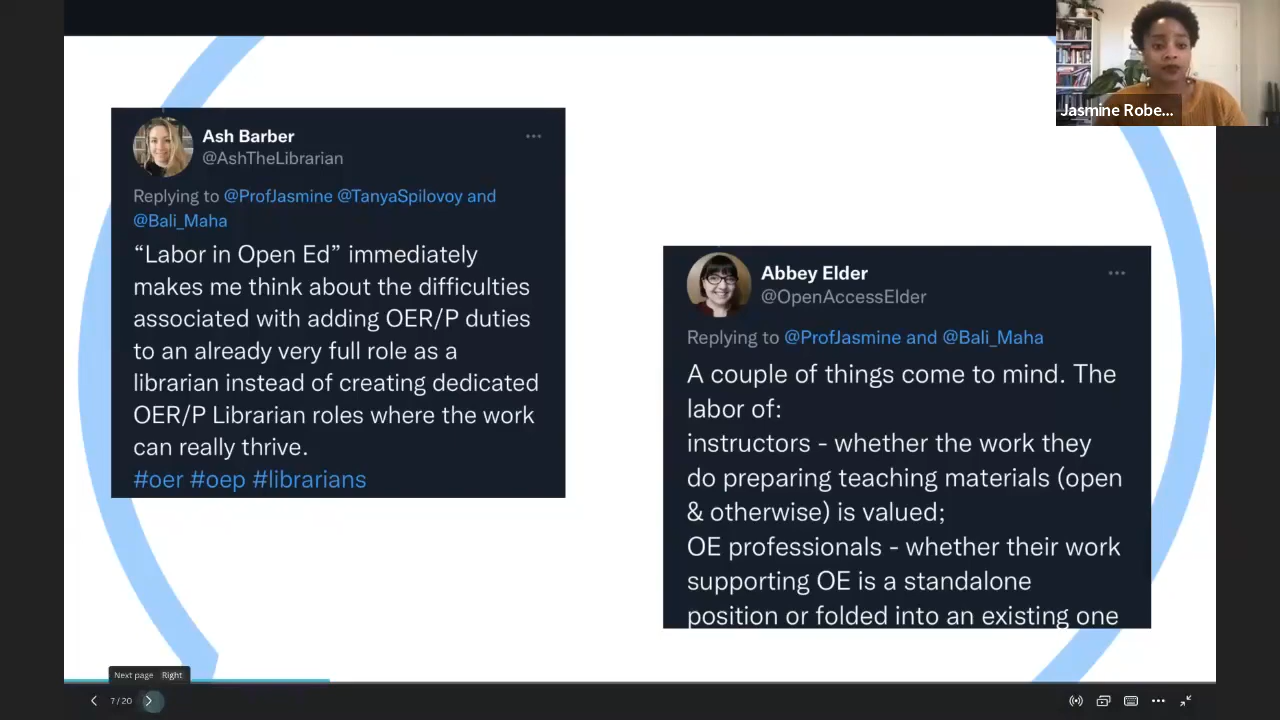 Jasmine Robe...
Ash Barber
@AshTheLibrarian
Replying to @ProfJasmine @TanyaSpilovoy and
@Bali_Maha
“Labor in Open Ed” immediately
makes me think about the difficulties
associated with adding OER/P duties
to an already very full role as a
librarian instead of creating dedicated
OER/P Librarian roles where the work
can really thrive.
#oer #oep #librarians
Abbey Elder
@OpenAccessElder
Replying to @ProfJasmine and @Bali_Maha
A couple of things come to mind. The
labor of:
instructors - whether the work they
do preparing teaching materials (open
& otherwise) is valued;
OE professionals - whether their work
supporting OE is a standalone
position or folded into an existing one
Next page Right
7/20